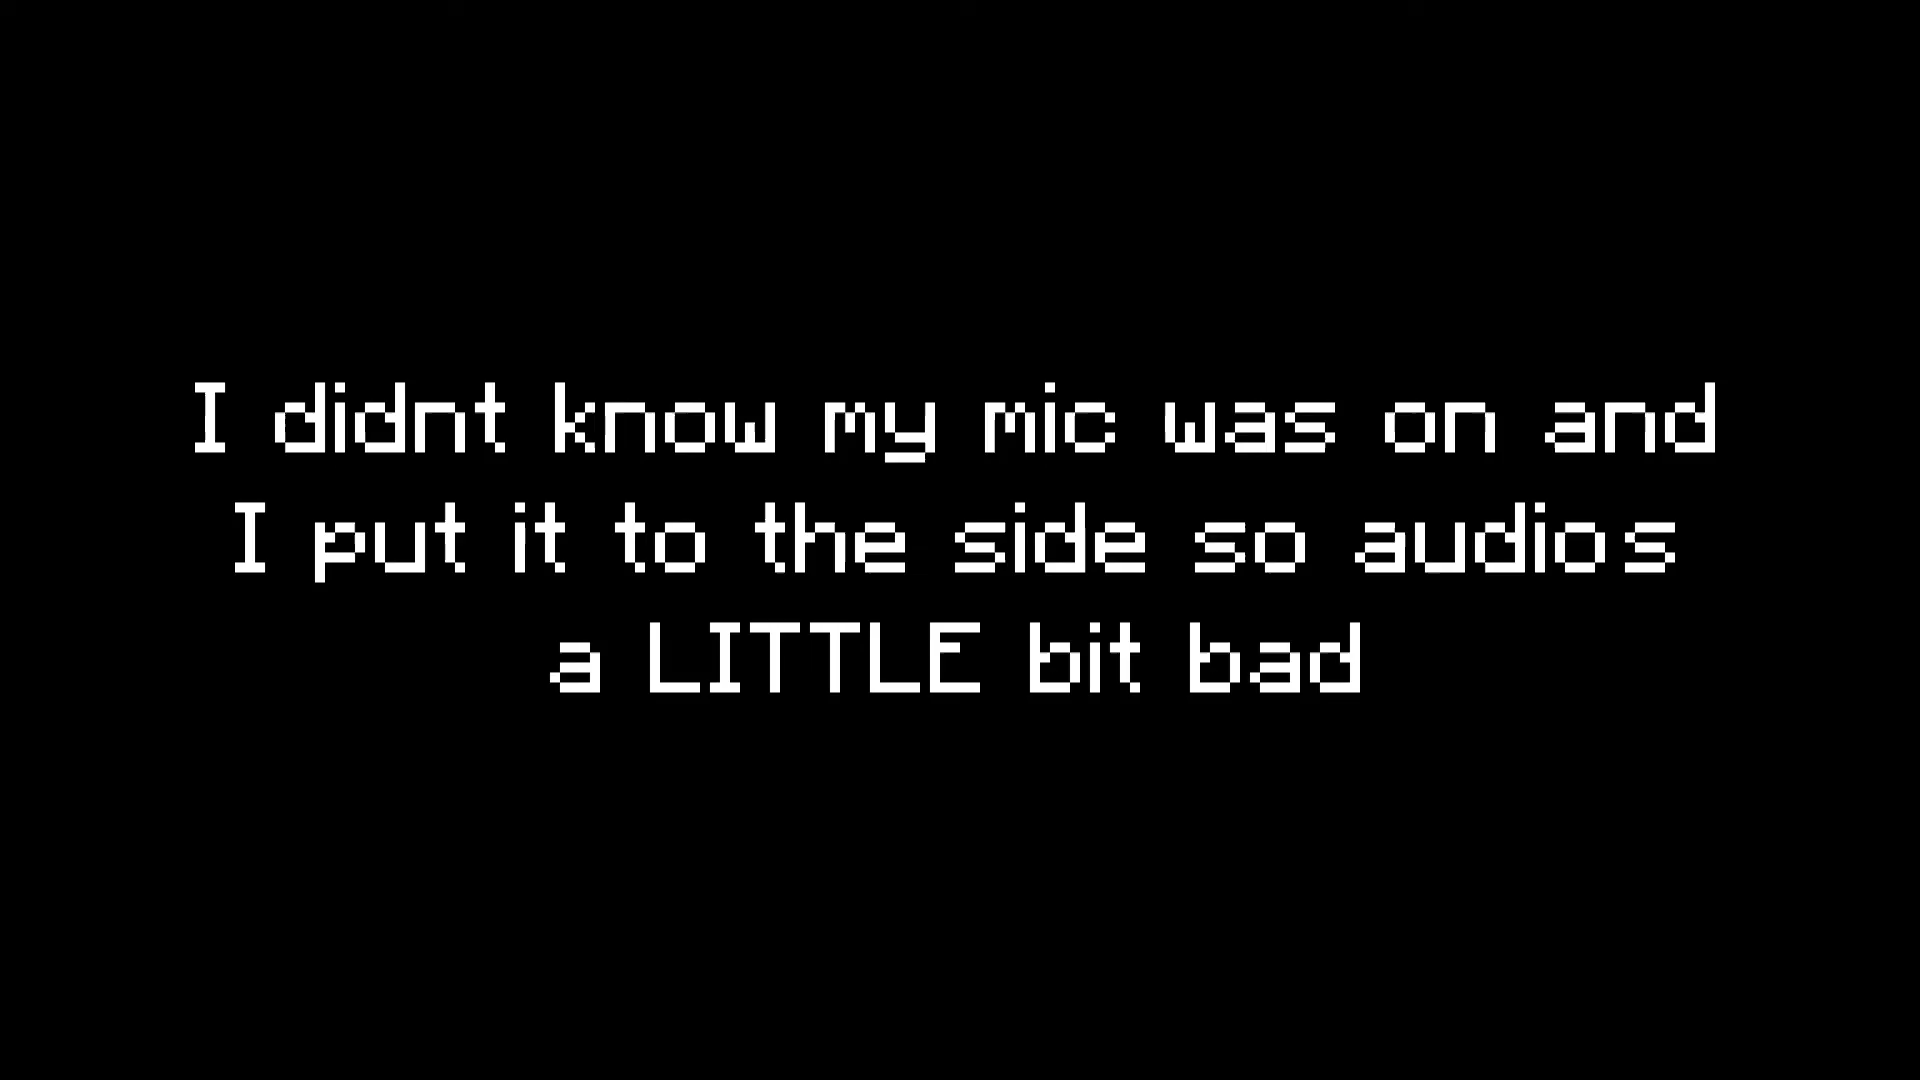 I didnt know my mic was on and
I put it to the side so audios
a LITTLE bit bad